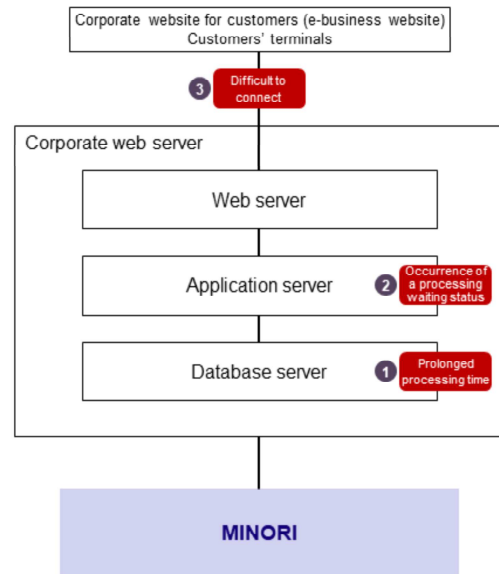 Corporate website for customers (e-business website)
Customers' terminals
3
Difficult to
connect
Corporate web server
Web server
Application server
2
Occurrence of
a processing
waiting status
Database server
1
Prolonged
processing time
MINORI